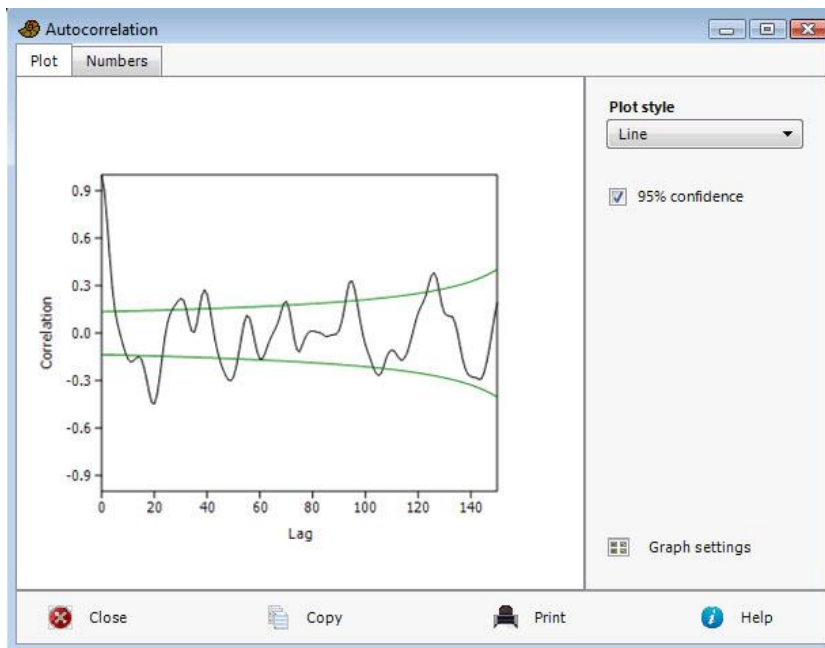 Autocorrelation
Plot Numbers
Plot style
Line
95% confidence
0.9
0.6
0.3
0.0
-0.3
-0.6
-0.9
Correlation
0 20 40 60 80 100 120 140
Lag
Graph settings
Close Copy Print Help